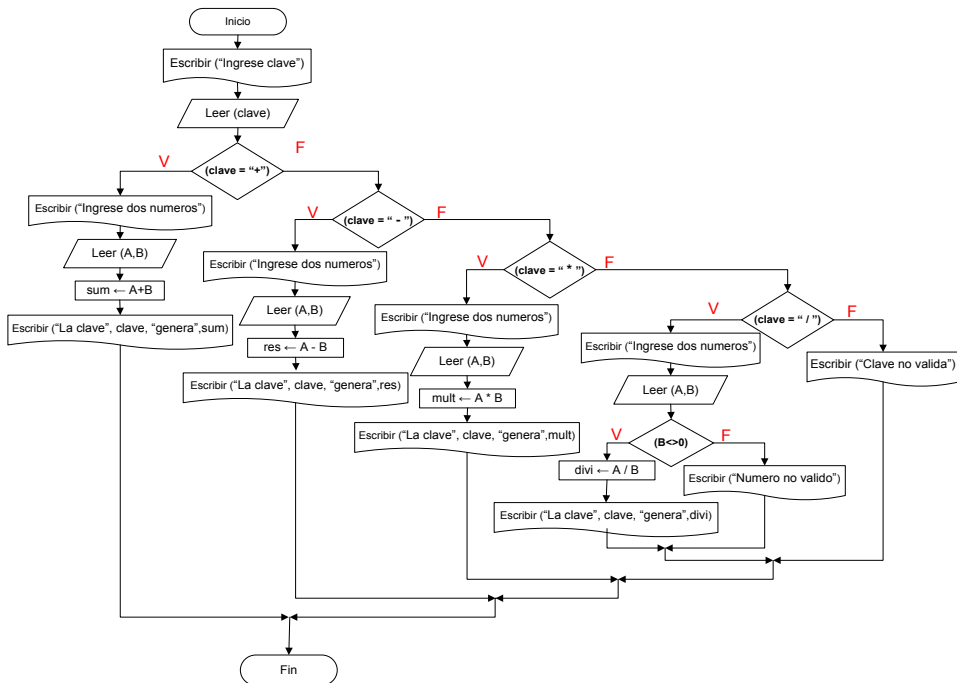 Inicio
Escribir (“Ingrese clave”)
Leer (clave)
V
F
(clave = “+”)
Escribir (“Ingrese dos numeros”)
Leer (A,B)
sum ← A+B
Escribir (“La clave”, clave, “genera”,sum)
V
F
(clave = “ - ”)
Escribir (“Ingrese dos numeros”)
Leer (A,B)
res ← A - B
Escribir (“La clave”, clave, “genera”,res)
V
F
(clave = “ * ”)
Escribir (“Ingrese dos numeros”)
Leer (A,B)
mult ← A * B
Escribir (“La clave”, clave, “genera”,mult)
V
F
(clave = “ / ”)
Escribir (“Ingrese dos numeros”)
Leer (A,B)
V
F
(B<>0)
divi ← A / B
Escribir (“La clave”, clave, “genera”,divi)
Escribir (“Numero no valido”)
Escribir (“Clave no valida”)
Fin